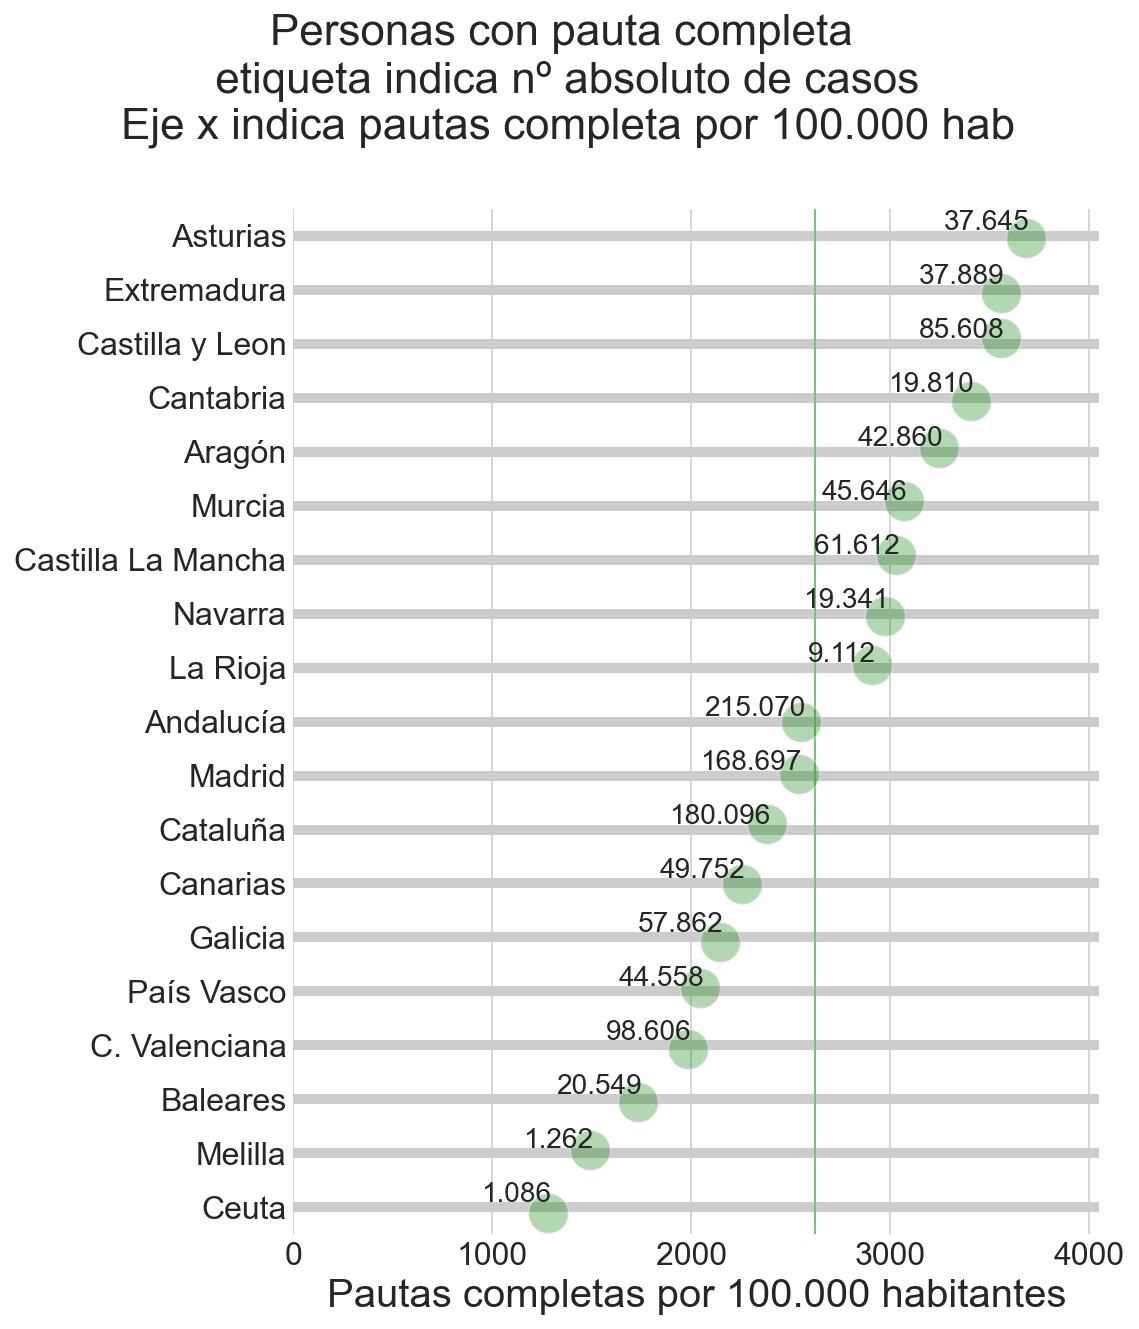 Personas con pauta completa
etiqueta indica nº absoluto de casos
Eje x indica pautas completa por 100.000 hab
Asturias 37.645
Extremadura 37.889
Castilla y Leon 85.608
Cantabria 19.810
Aragón 42.860
Murcia 45.646
Castilla La Mancha 61.612
Navarra 19.341
La Rioja 9.112
Andalucía 215.070
Madrid 168.697
Cataluña 180.096
Canarias 49.752
Galicia 57.862
País Vasco 44.558
C. Valenciana 98.606
Baleares 20.549
Melilla 1.262
Ceuta 1.086
0 1000 2000 3000 4000
Pautas completas por 100.000 habitantes